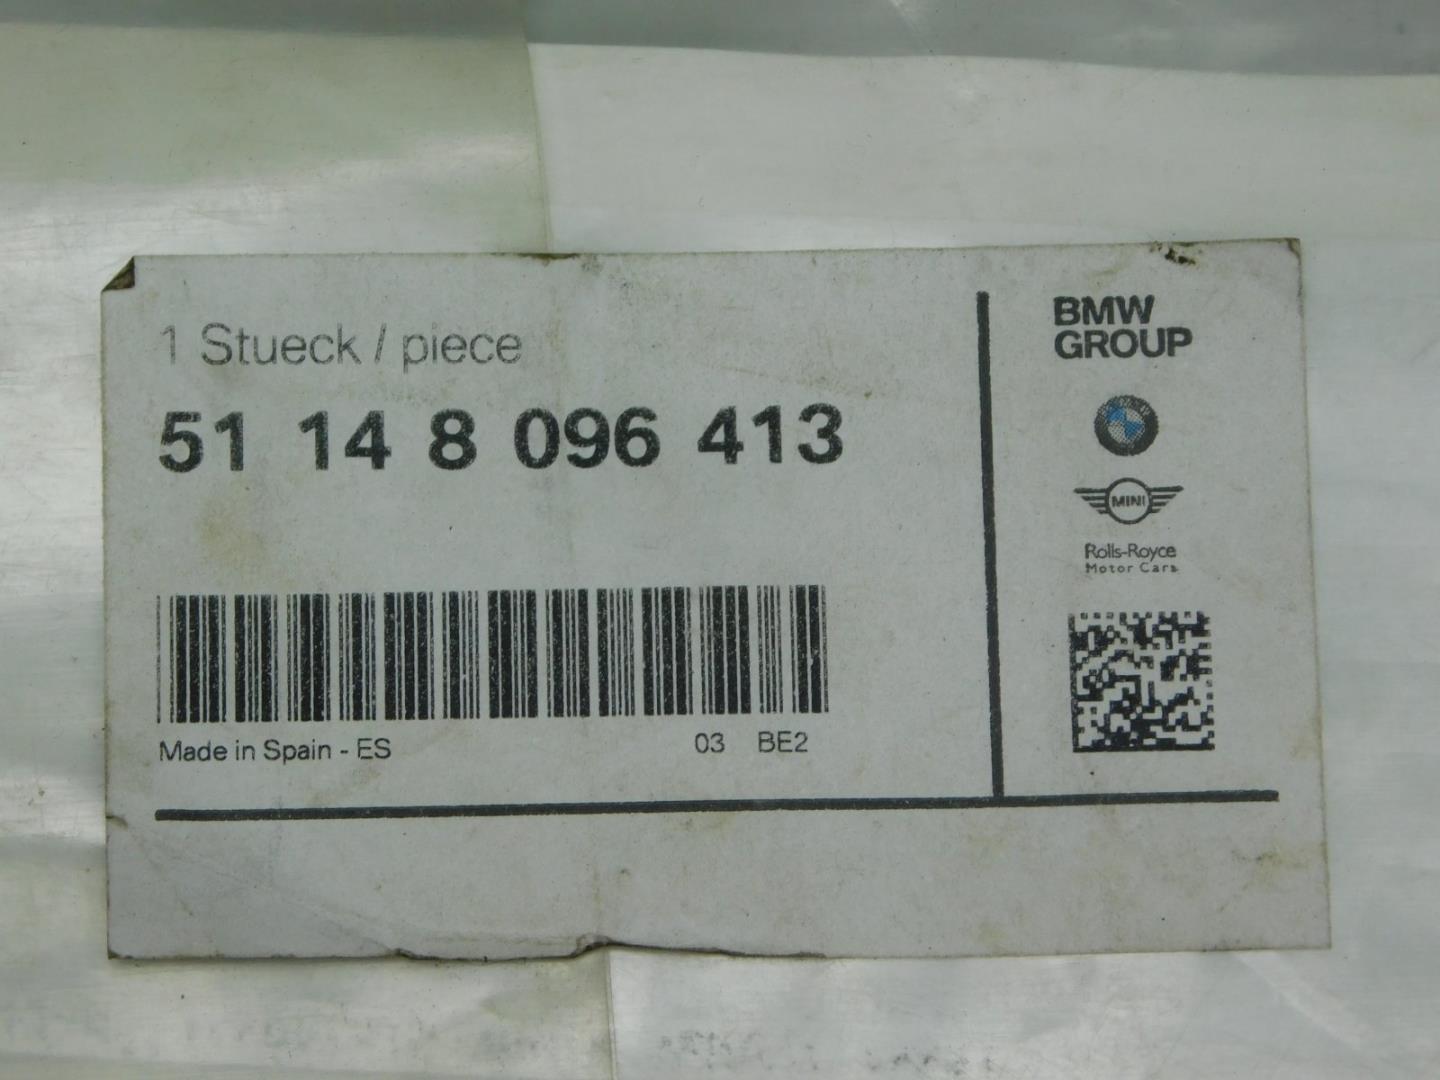 1 Stueck / piece
51 14 8 096 413
Made in Spain - ES
03 BE2
BMW
GROUP
MINI
Rolls-Royce
Motor Cars